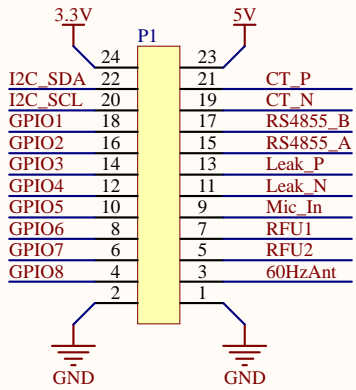 3.3V 5V
P1
24 23
I2C_SDA 22 21 CT_P
I2C_SCL 20 19 CT_N
GPIO1 18 17 RS4855_B
GPIO2 16 15 RS4855_A
GPIO3 14 13 Leak_P
GPIO4 12 11 Leak_N
GPIO5 10 9 Mic_In
GPIO6 8 7 RFU1
GPIO7 6 5 RFU2
GPIO8 4 3 60HzAnt
2 1
GND GND